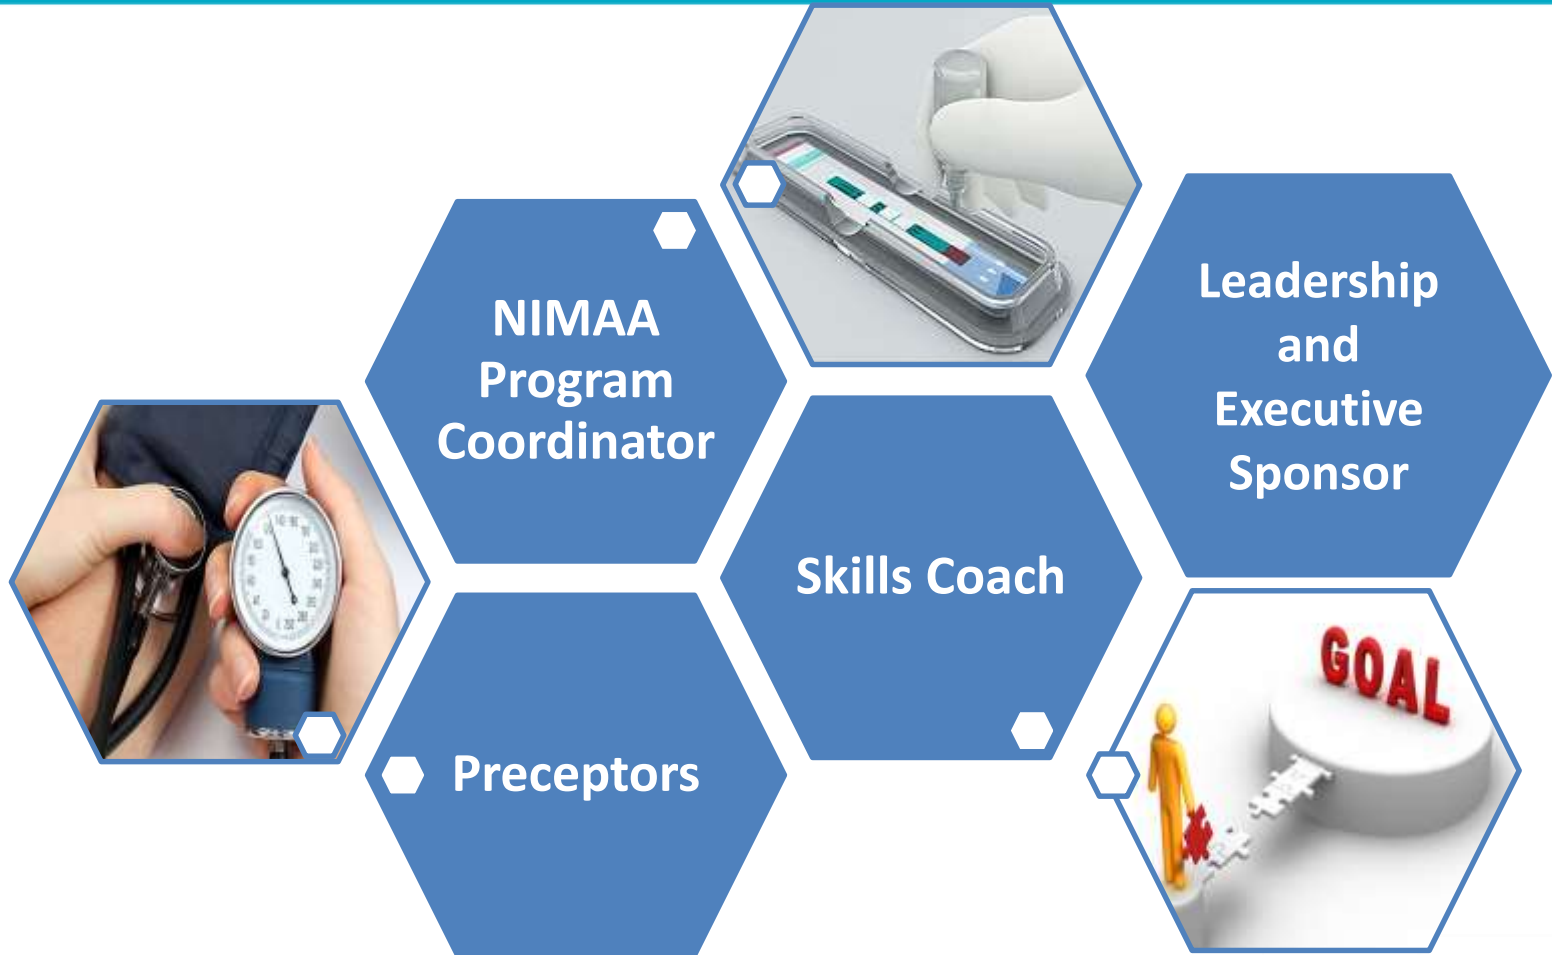 NIMAA
Program
Coordinator
Leadership
and
Executive
Sponsor
Skills Coach
Preceptors
GOAL